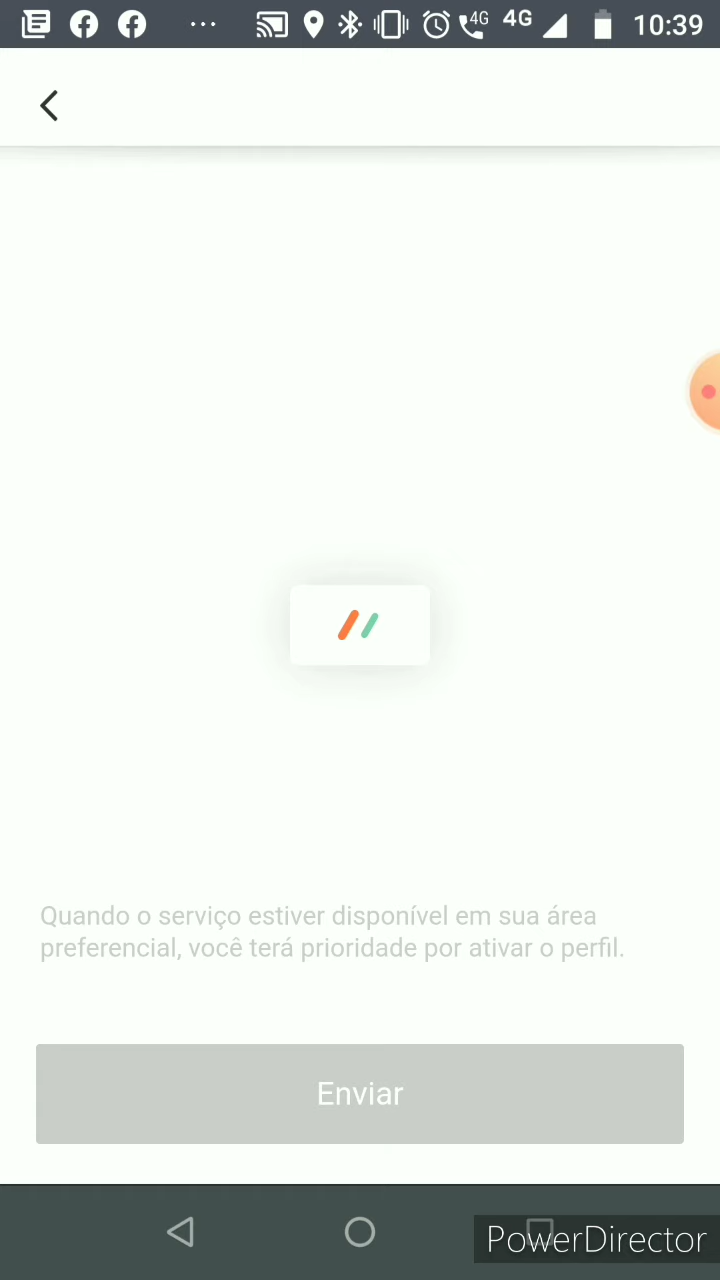 4G
4G
10:39
Quando o serviço estiver disponível em sua área
preferencial, você terá prioridade por ativar o perfil.
Enviar
PowerDirector